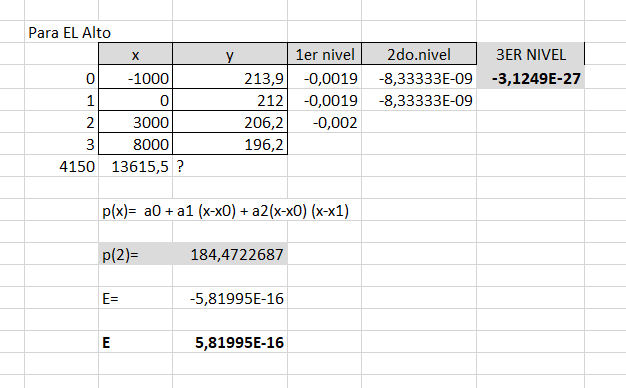 Para EL Alto
x y 1er nivel 2do.nivel 3ER NIVEL
0 -1000 213,9 -0,0019 -8,33333E-09 -3,1249E-27
1 0 212 -0,0019 -8,33333E-09
2 3000 206,2 -0,002
3 8000 196,2
4150 13615,5 ?
p(x)= a0 + a1 (x-x0) + a2(x-x0) (x-x1)
p(2)= 184,4722687
E= -5,81995E-16
E 5,81995E-16